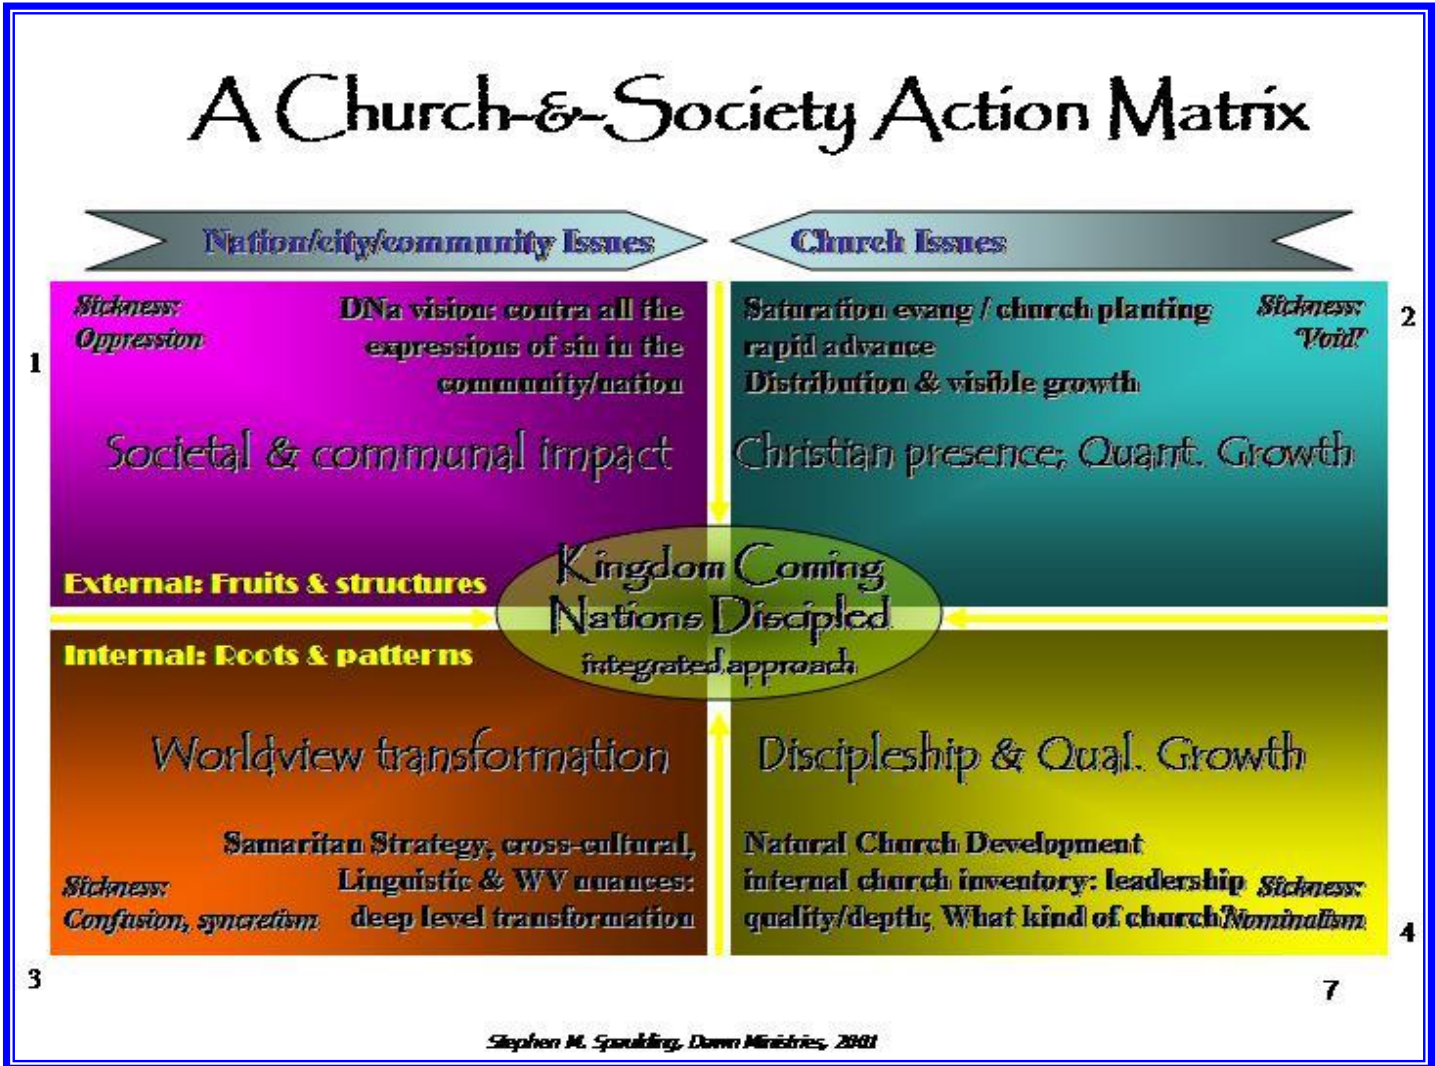 A Church-&-Society Action Matrix
Nation/city/community Issues
Church Issues
1
Sickness:
Oppression
DNa vision: contra all the
expressions of sin in the
community/nation
Societal & communal impact
External: Fruits & structures
2
Saturation evang / church planting
rapid advance
Distribution & visible growth
Sickness:
'Void'
Christian presence; Quant. Growth
Kingdom Coming
Nations Discipled
integrated approach
Internal: Roots & patterns
Worldview transformation
Samaritan Strategy, cross-cultural,
Linguistic & WV nuances:
deep level transformation
Sickness:
Confusion, syncretism
3
Discipleship & Qual. Growth
Natural Church Development
internal church inventory: leadership
quality/depth; What kind of church?
Sickness:
Nominalism
4
7
Stephen M. Spaulding, Dawn Ministries, 2001